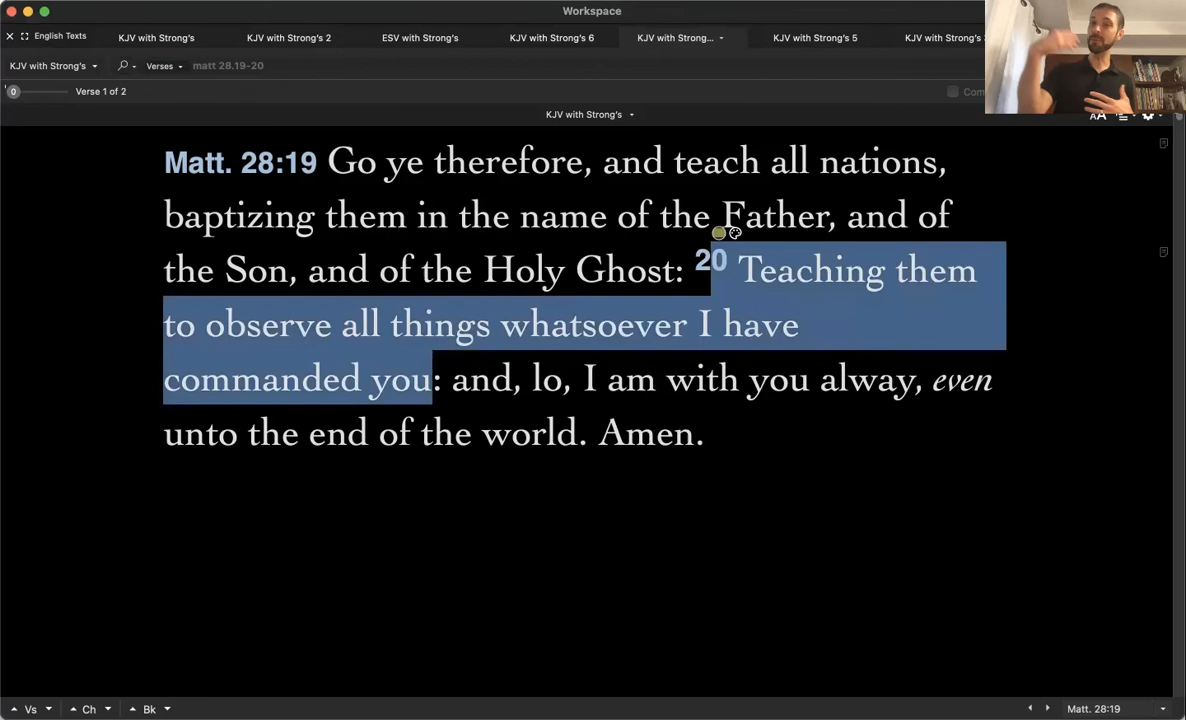 Workspace
English Texts
KJV with Strong's
KJV with Strong's 2
ESV with Strong's
KJV with Strong's 6
KJV with Strong...
KJV with Strong's 5
KJV with Strong's
KJV with Strong's
Verses
matt 28.19-20
0
Verse 1 of 2
Com
KJV with Strong's
AA
Matt. 28:19 Go ye therefore, and teach all nations,
baptizing them in the name of the Father, and of
the Son, and of the Holy Ghost: 20 Teaching them
to observe all things whatsoever I have
commanded you: and, lo, I am with you alway, even
unto the end of the world. Amen.
Vs
Ch
Bk
Matt. 28:19